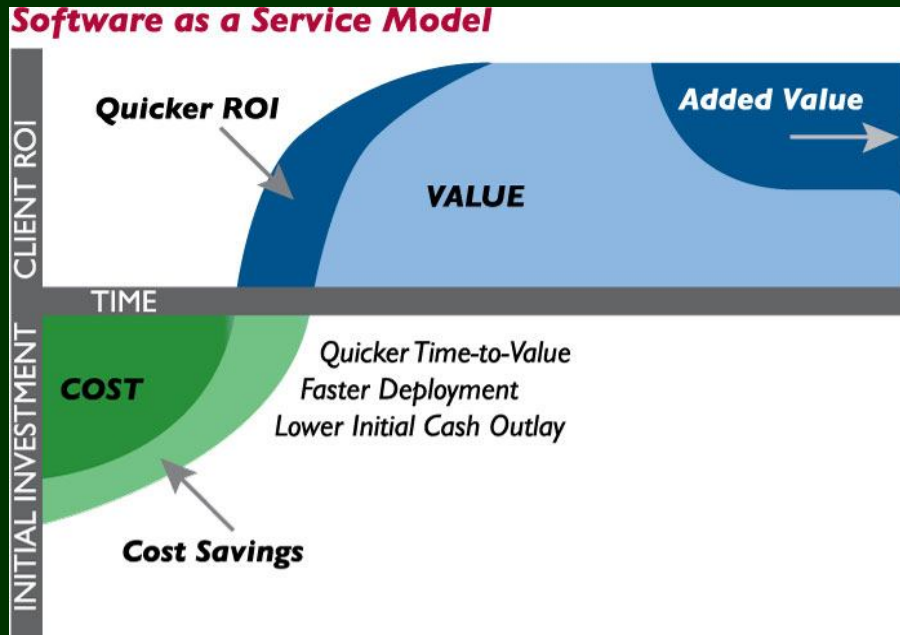 Software as a Service Model
CLIENT ROI
Quicker ROI
Added Value
VALUE
TIME
INITIAL INVESTMENT
COST
Quicker Time-to-Value
Faster Deployment
Lower Initial Cash Outlay
Cost Savings